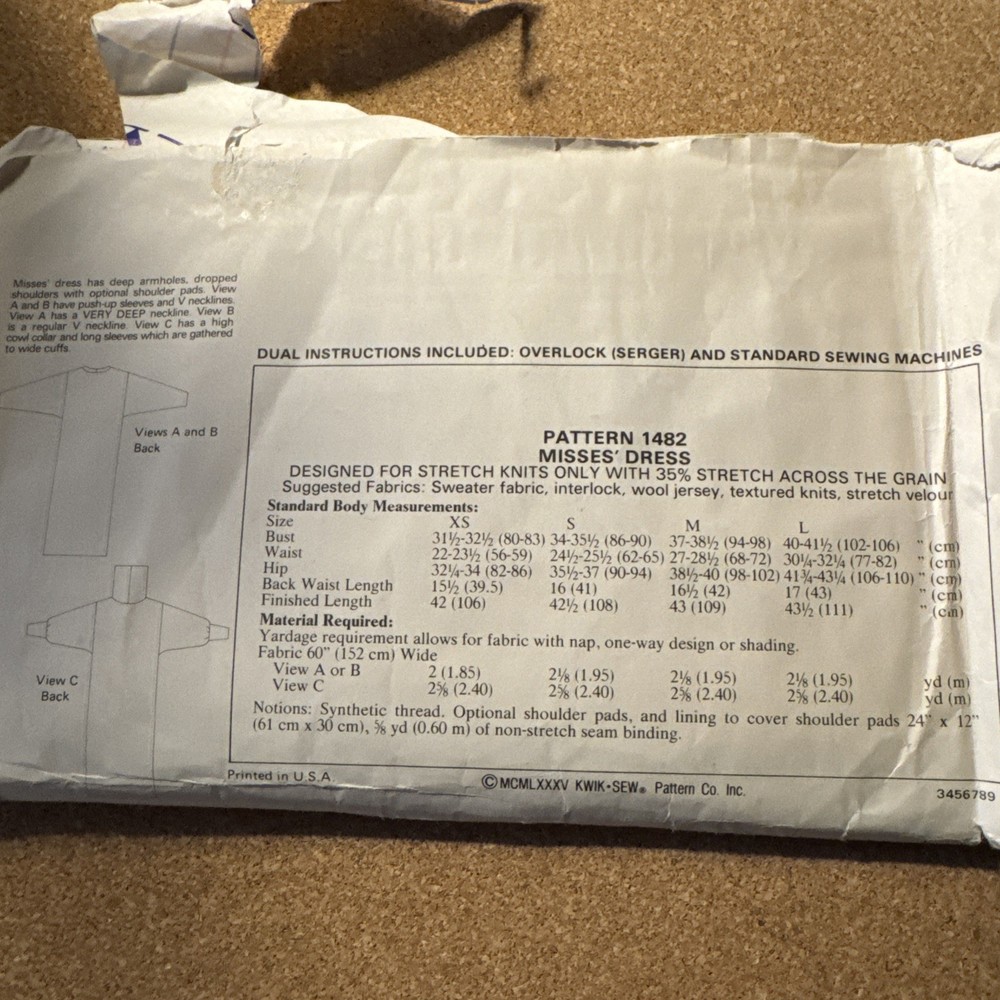 Misses' dress has deep armholes, dropped
shoulders with optional shoulder pads. View
A and B have push-up sleeves and V necklines.
View A has a VERY DEEP neckline. View B
is a regular V neckline. View C has a high
cowl collar and long sleeves which are gathered
to wide cuffs.
Views A and B
Back
View C
Back
DUAL INSTRUCTIONS INCLUDED: OVERLOCK (SERGER) AND STANDARD SEWING MACHINES
PATTERN 1482
MISSES' DRESS
DESIGNED FOR STRETCH KNITS ONLY WITH 35% STRETCH ACROSS THE GRAIN
Suggested Fabrics: Sweater fabric, interlock, wool jersey, textured knits, stretch velour
Standard Body Measurements:
Size XS S M L
Bust 31½-32½ (80-83) 34-35½ (86-90) 37-38½ (94-98) 40-41½ (102-106) " (cm)
Waist 22-23½ (56-59) 24½-25½ (62-65) 27-28½ (68-72) 30¼-32¼ (77-82) " (cm)
Hip 32¼-34 (82-86) 35½-37 (90-94) 38½-40 (98-102) 41¾-43¼ (106-110) " (cm)
Back Waist Length 15½ (39.5) 16 (41) 16½ (42) 17 (43) " (cm)
Finished Length 42 (106) 42½ (108) 43 (109) 43½ (111) " (cm)
Material Required:
Yardage requirement allows for fabric with nap, one-way design or shading.
Fabric 60" (152 cm) Wide
View A or B 2 (1.85) 2⅛ (1.95) 2⅛ (1.95) 2⅛ (1.95) yd (m)
View C 2⅝ (2.40) 2⅝ (2.40) 2⅝ (2.40) 2⅝ (2.40) yd (m)
Notions: Synthetic thread. Optional shoulder pads, and lining to cover shoulder pads 24" x 12"
(61 cm x 30 cm), ⅝ yd (0.60 m) of non-stretch seam binding.
Printed in U.S.A.
©MCMLXXXV KWIK•SEW® Pattern Co. Inc.
3456789